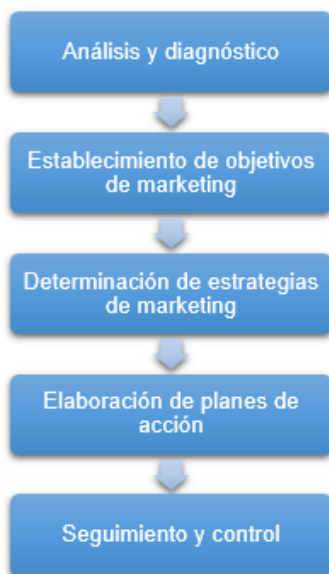 Análisis y diagnóstico
Establecimiento de objetivos
de marketing
Determinación de estrategias
de marketing
Elaboración de planes de
acción
Seguimiento y control